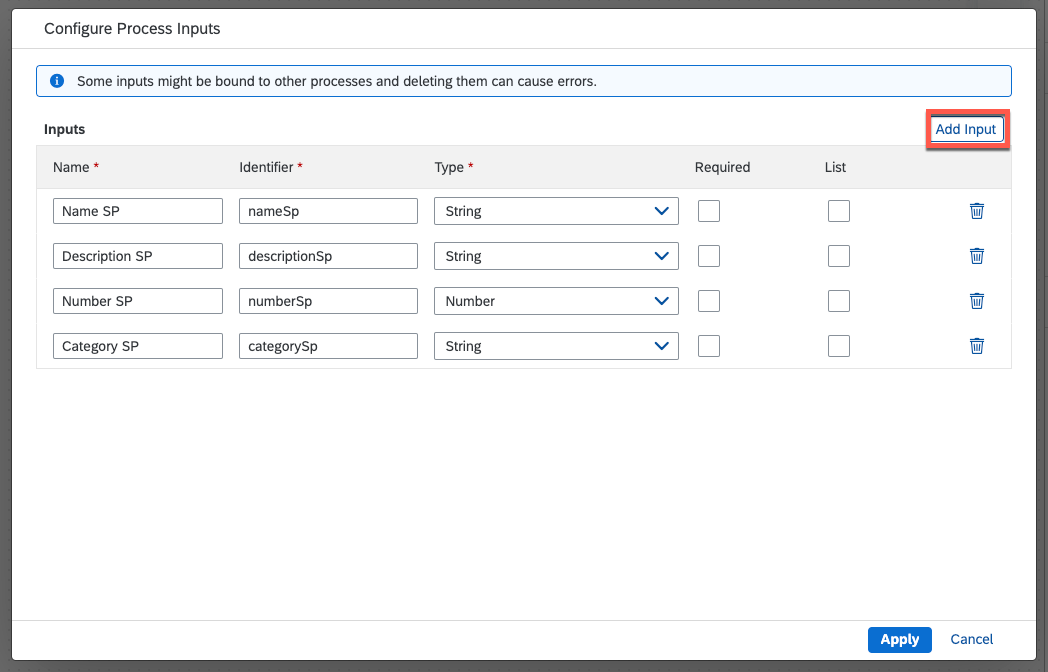 Configure Process Inputs
Some inputs might be bound to other processes and deleting them can cause errors.
Inputs
Add Input
Name * Identifier * Type * Required List
Name SP nameSp String
Description SP descriptionSp String
Number SP numberSp Number
Category SP categorySp String
Apply Cancel